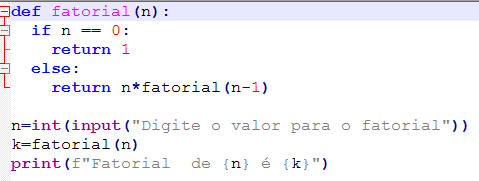 def fatorial(n):
  if n == 0:
    return 1
  else:
    return n*fatorial(n-1)

n=int(input("Digite o valor para o fatorial"))
k=fatorial(n)
print(f"Fatorial  de {n} é {k}")